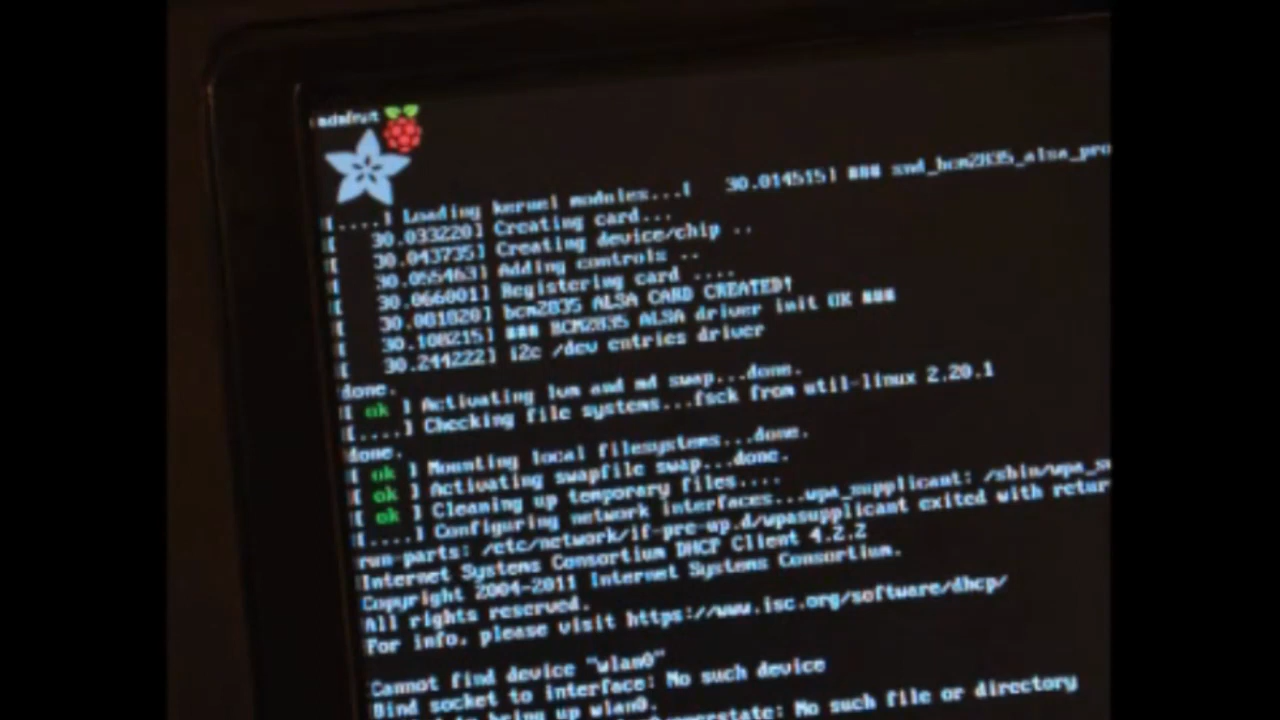 adafruit
[....] Loading kernel modules...[   30.014515] ### snd_bcm2835_alsa_pro
[   30.033220] Creating card...
[   30.043735] Creating device/chip ..
[   30.055463] Adding controls ..
[   30.066001] Registering card ....
[   30.081020] bcm2835 ALSA CARD CREATED!
[   30.108215] ### BCM2835 ALSA driver init OK ###
[   30.244222] i2c /dev entries driver
done.
[ ok ] Activating lvm and md swap...done.
[....] Checking file systems...fsck from util-linux 2.20.1
done.
[ ok ] Mounting local filesystems...done.
[ ok ] Activating swapfile swap...done.
[ ok ] Cleaning up temporary files....
[....] Configuring network interfaces...wpa_supplicant: /sbin/wpa_su
run-parts: /etc/network/if-pre-up.d/wpasupplicant exited with retur
Internet Systems Consortium DHCP Client 4.2.2
Copyright 2004-2011 Internet Systems Consortium.
All rights reserved.
For info, please visit https://www.isc.org/software/dhcp/
Cannot find device "wlan0"
Bind socket to interface: No such device
bring up wlan0.
operstate: No such file or directory